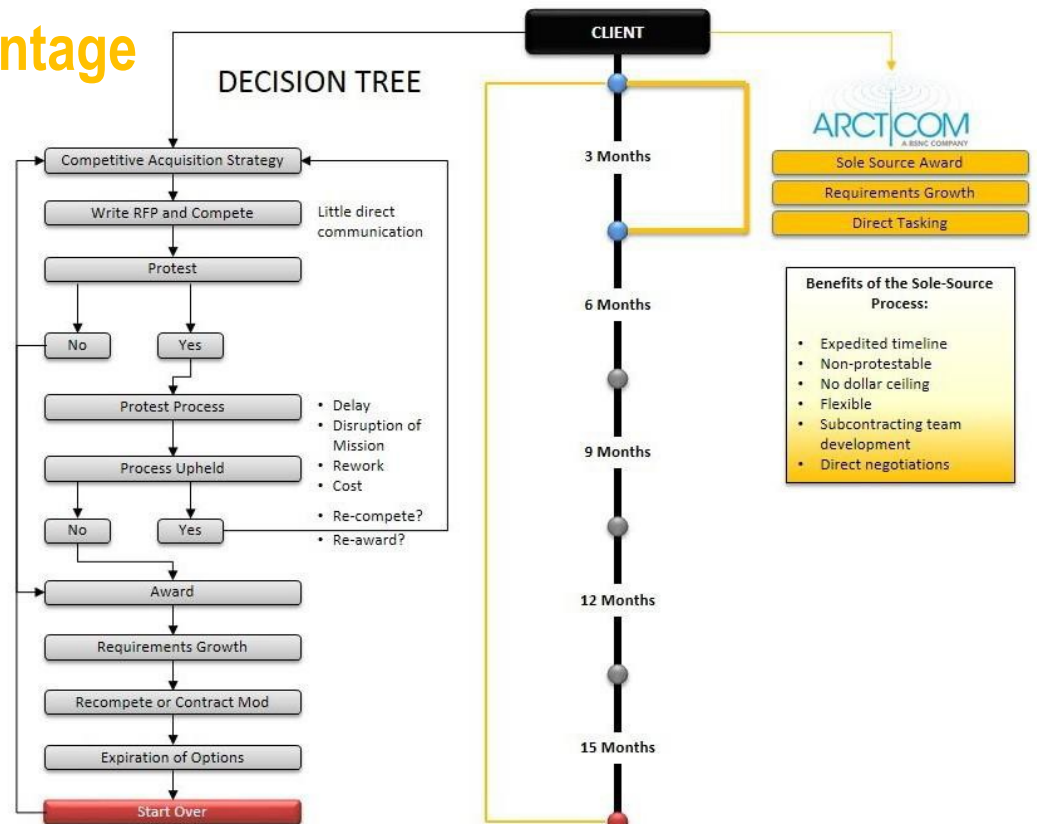 ntage
DECISION TREE
CLIENT
Competitive Acquisition Strategy
Write RFP and Compete
Little direct
communication
Protest
No
Yes
Protest Process
• Delay
• Disruption of
Mission
• Rework
• Cost
Process Upheld
No
Yes
• Re-compete?
• Re-award?
Award
Requirements Growth
Recompete or Contract Mod
Expiration of Options
Start Over
3 Months
6 Months
9 Months
12 Months
15 Months
ARCTICOM
A BSNC COMPANY
Sole Source Award
Requirements Growth
Direct Tasking
Benefits of the Sole-Source
Process:
• Expedited timeline
• Non-protestable
• No dollar ceiling
• Flexible
• Subcontracting team
development
• Direct negotiations